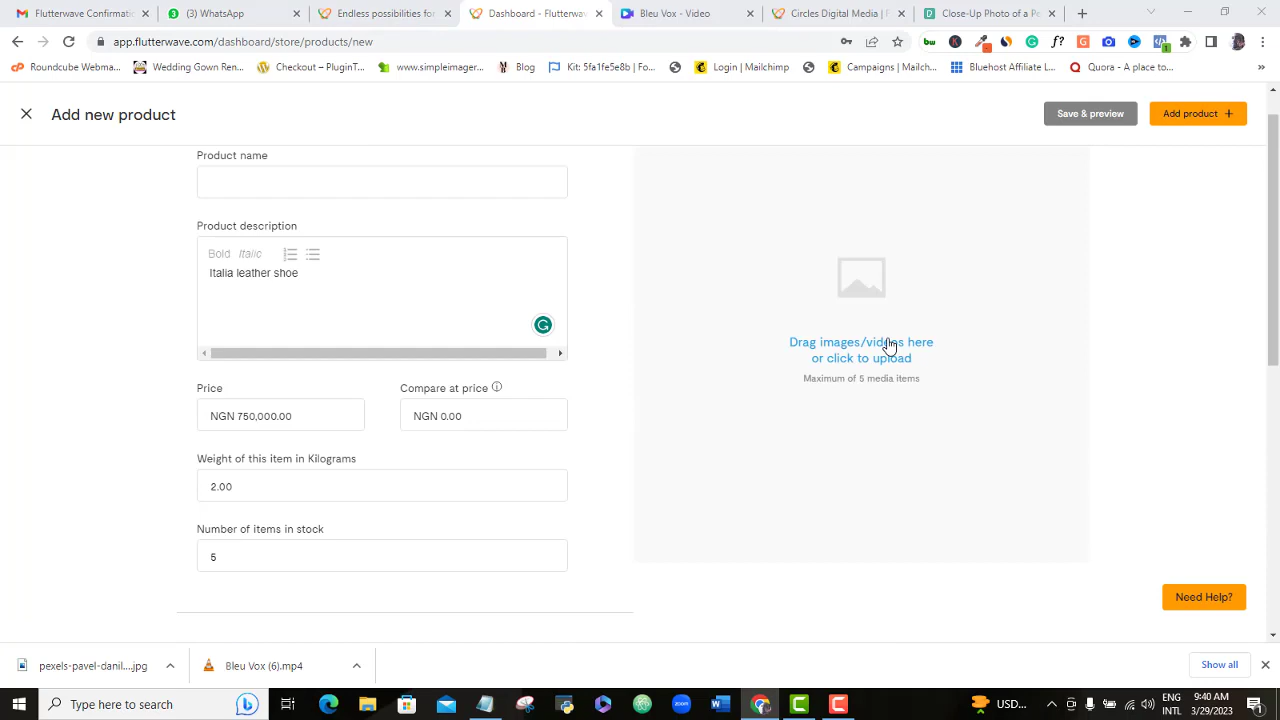 Gmail Confirmati
(3) WhatsApp
Endless possibilities for
Dashboard - Flutterwav
Bleu Vox - Video
Circles Digital Media | F
Close-Up Photo of a Pe
app.flutterwave.com/dashboard/store/products/new
Roundcube Webma...
Wedding Gown Ren...
Checkout – PluginT...
www.simpleimager...
Blog
Kit: 5fa1fe5e8b | Fo...
Login | Mailchimp
Campaigns | Mailch...
Bluehost Affiliate L...
Quora - A place to...
Add new product
Save & preview
Add product +
Product name
Product description
Bold Italic
Italia leather shoe
Drag images/videos here
or click to upload
Maximum of 5 media items
Price
Compare at price
NGN 750,000.00
NGN 0.00
Weight of this item in Kilograms
2.00
Number of items in stock
5
Need Help?
pexels-pavel-danil....jpg
Bleu Vox (6).mp4
Show all
Type here to search
USD...
ENG
INTL
9:40 AM
3/29/2023